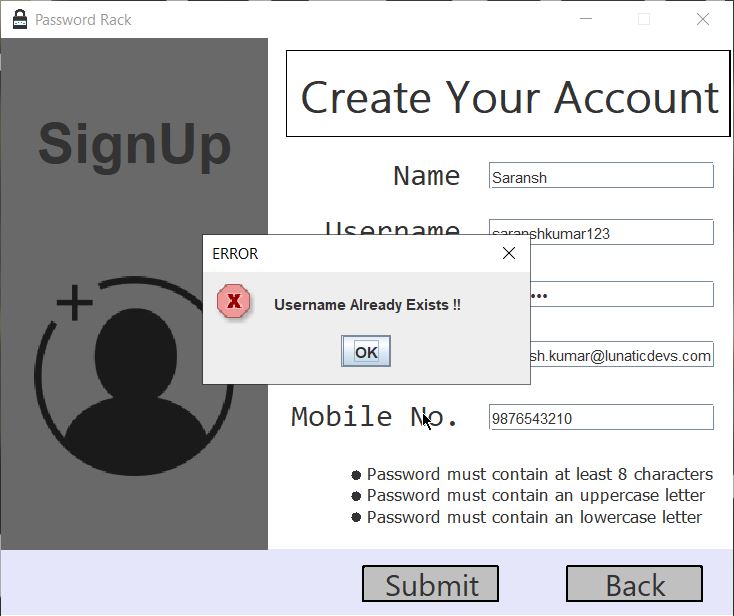 Password Rack
SignUp
Create Your Account
Name
Saransh
Username
saranshkumar123
ERROR
Username Already Exists !!
OK
sh.kumar@lunaticdevs.com
Mobile No.
9876543210
Password must contain at least 8 characters
Password must contain an uppercase letter
Password must contain an lowercase letter
Submit
Back